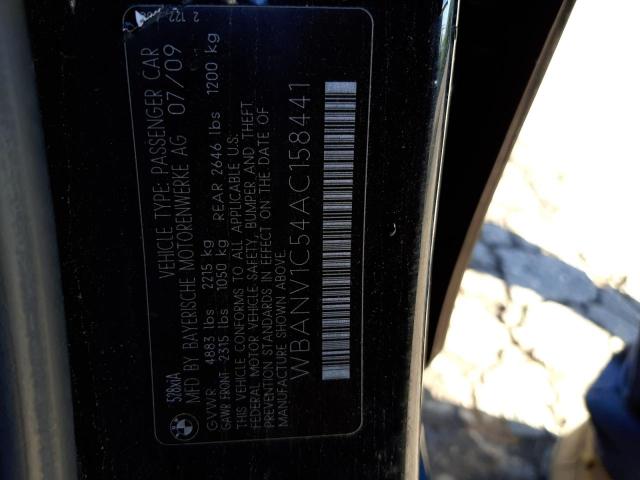 528xiA
VEHICLE TYPE: PASSENGER CAR
MFD BY BAYERISCHE MOTORENWERKE AG 07/09
GVWR 4883 lbs 2215 kg
GAWR FRONT 2315 lbs 1050 kg REAR 2646 lbs 1200 kg
THIS VEHICLE CONFORMS TO ALL APPLICABLE U.S.
FEDERAL MOTOR VEHICLE SAFETY, BUMPER AND THEFT
PREVENTION STANDARDS IN EFFECT ON THE DATE OF
MANUFACTURE SHOWN ABOVE.
WBANV1C54AC158441